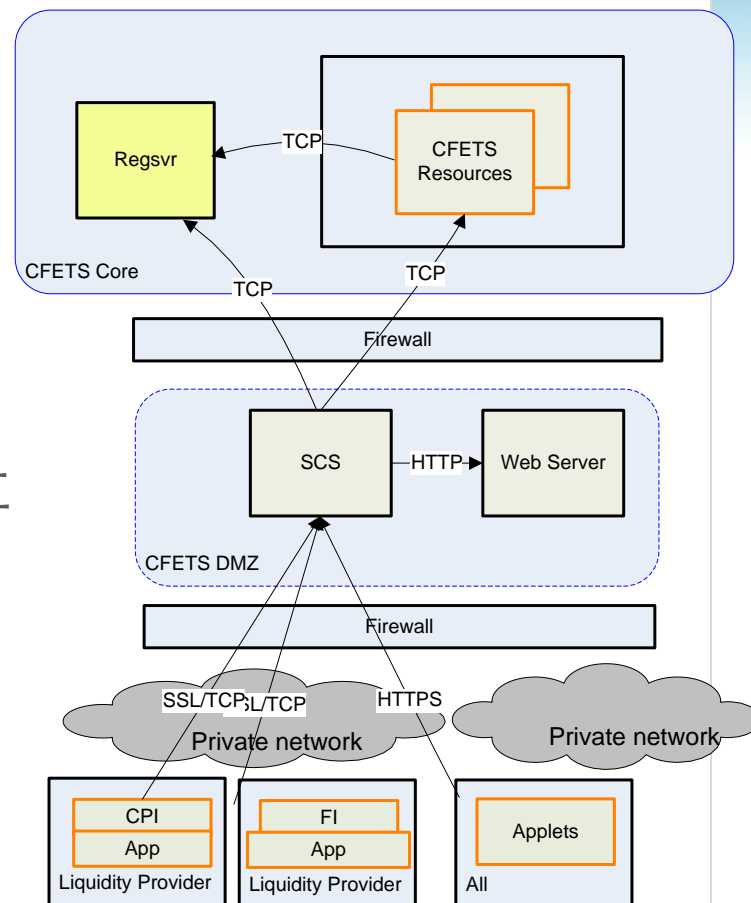 Regsvr
TCP
CFETS
Resources
CFETS Core
TCP
TCP
Firewall
SCS
HTTP
Web Server
CFETS DMZ
Firewall
SSL/TCP
L/TCP
HTTPS
Private network
Private network
CPI
App
Liquidity Provider
FI
App
Liquidity Provider
Applets
All